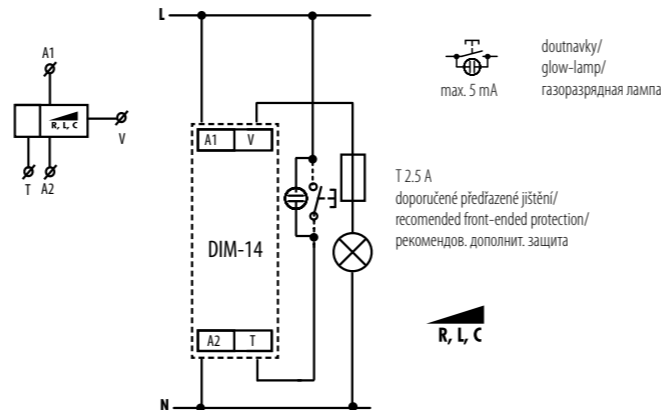 L
A1
R, L, C
V
T A2
A1 V
DIM-14
A2 T
N
max. 5 mA
doutnavky/
glow-lamp/
газоразрядная лампа
T 2.5 A
doporučené předřazené jištění/
recomended front-ended protection/
рекомендов. дополнит. защита
R, L, C